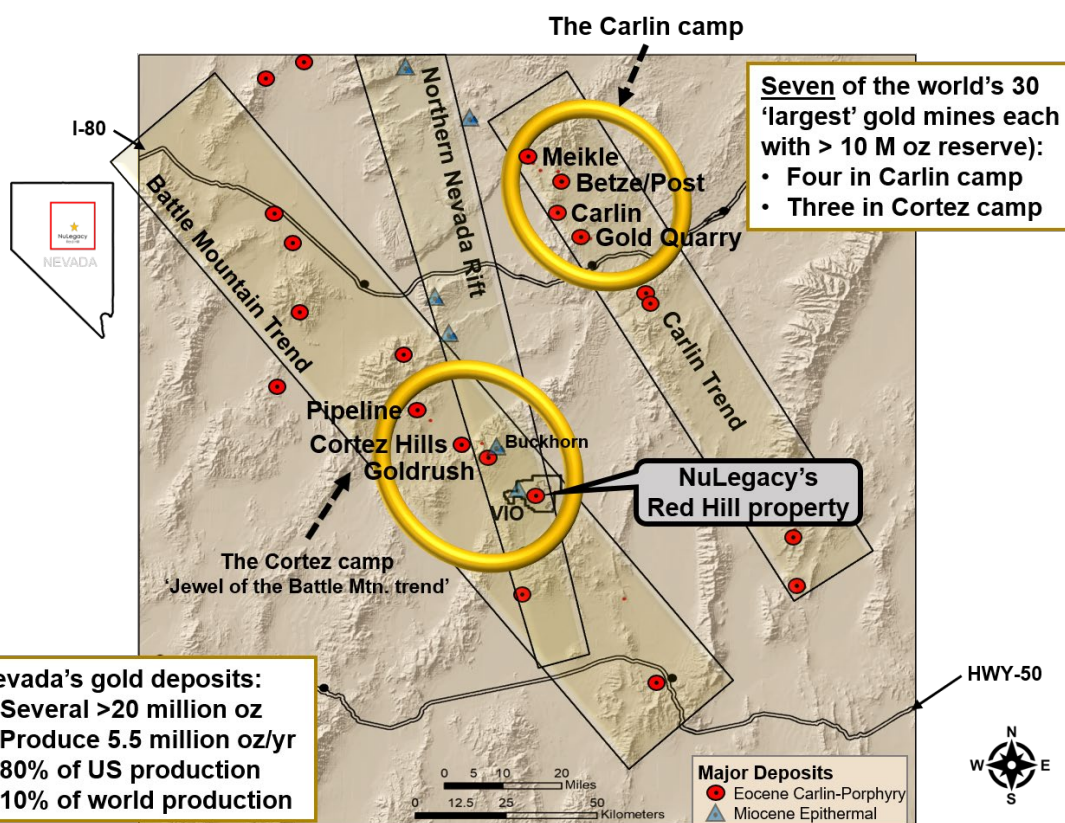 The Carlin camp
Seven of the world's 30
'largest' gold mines each
with > 10 M oz reserve):
• Four in Carlin camp
• Three in Cortez camp
I-80
NuLegacy
NEVADA
Battle Mountain Trend
Northern Nevada Rift
Meikle
Betze/Post
Carlin
Gold Quarry
Carlin Trend
Pipeline
Cortez Hills
Buckhorn
Goldrush
VIO
NuLegacy's
Red Hill property
The Cortez camp
'Jewel of the Battle Mtn. trend'
evada's gold deposits:
Several >20 million oz
Produce 5.5 million oz/yr
80% of US production
10% of world production
HWY-50
N
W E
S
0 5 10 20
Miles
0 12.5 25 50
Kilometers
Major Deposits
Eocene Carlin-Porphyry
Miocene Epithermal